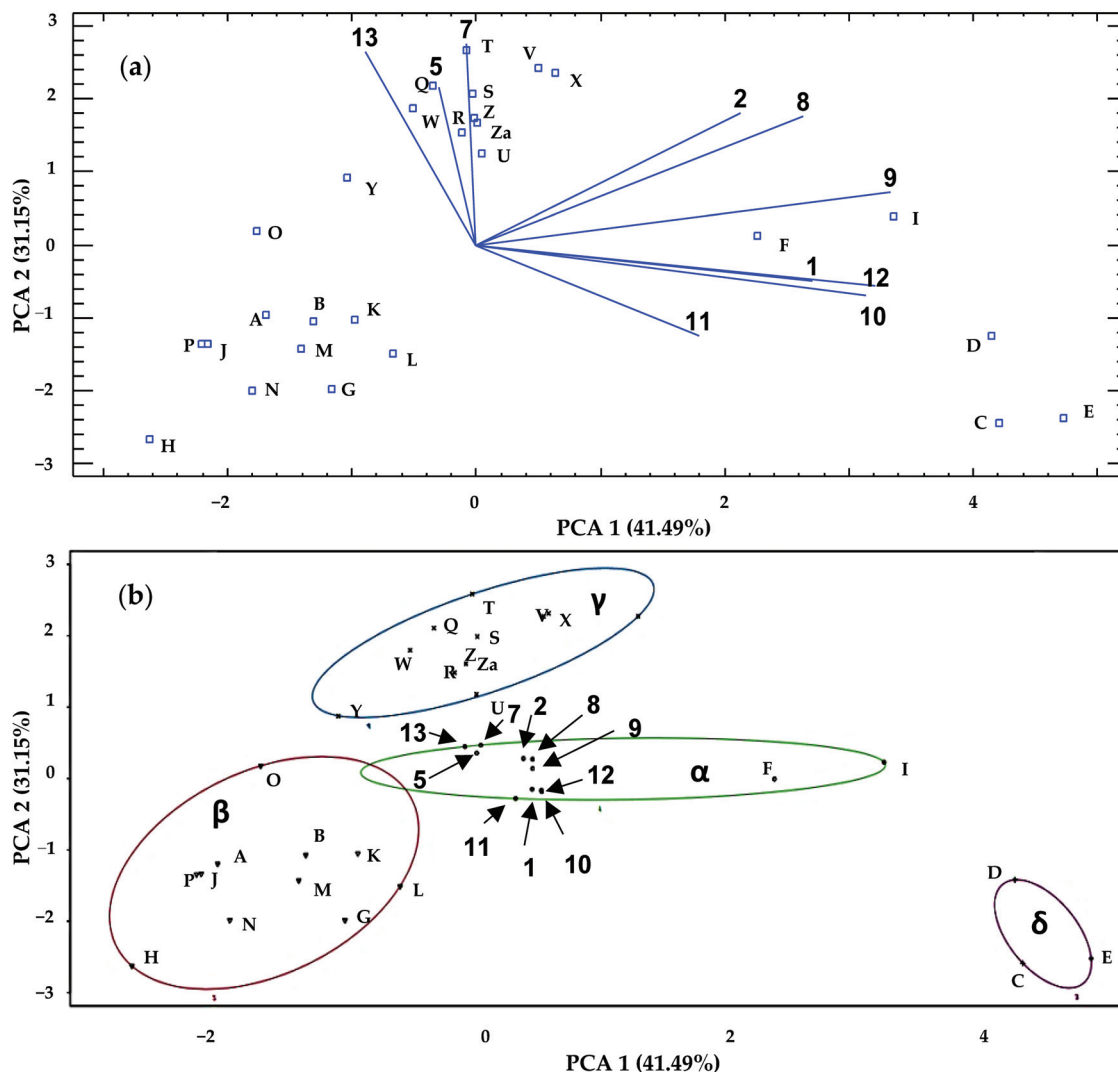 3
(a)
13
7
T
V
X
5
Q
S
2
8
2
W
R
Z
Za
U
1
Y
9
O
I
0
F
1
12
10
B
K
11
-1
A
P
J
M
L
D
-2
N
G
C
E
H
-3
PCA 2 (31.15%)
-2
0
2
4
PCA 1 (41.49%)
3
(b)
T
γ
V
X
Q
S
2
W
Z
R
Za
1
Y
U
7
2
8
13
9
O
5
12
α
F
I
0
β
B
11
1
10
A
K
-1
P
J
M
L
D
-2
N
G
δ
H
C
E
-3
PCA 2 (31.15%)
-2
0
2
4
PCA 1 (41.49%)